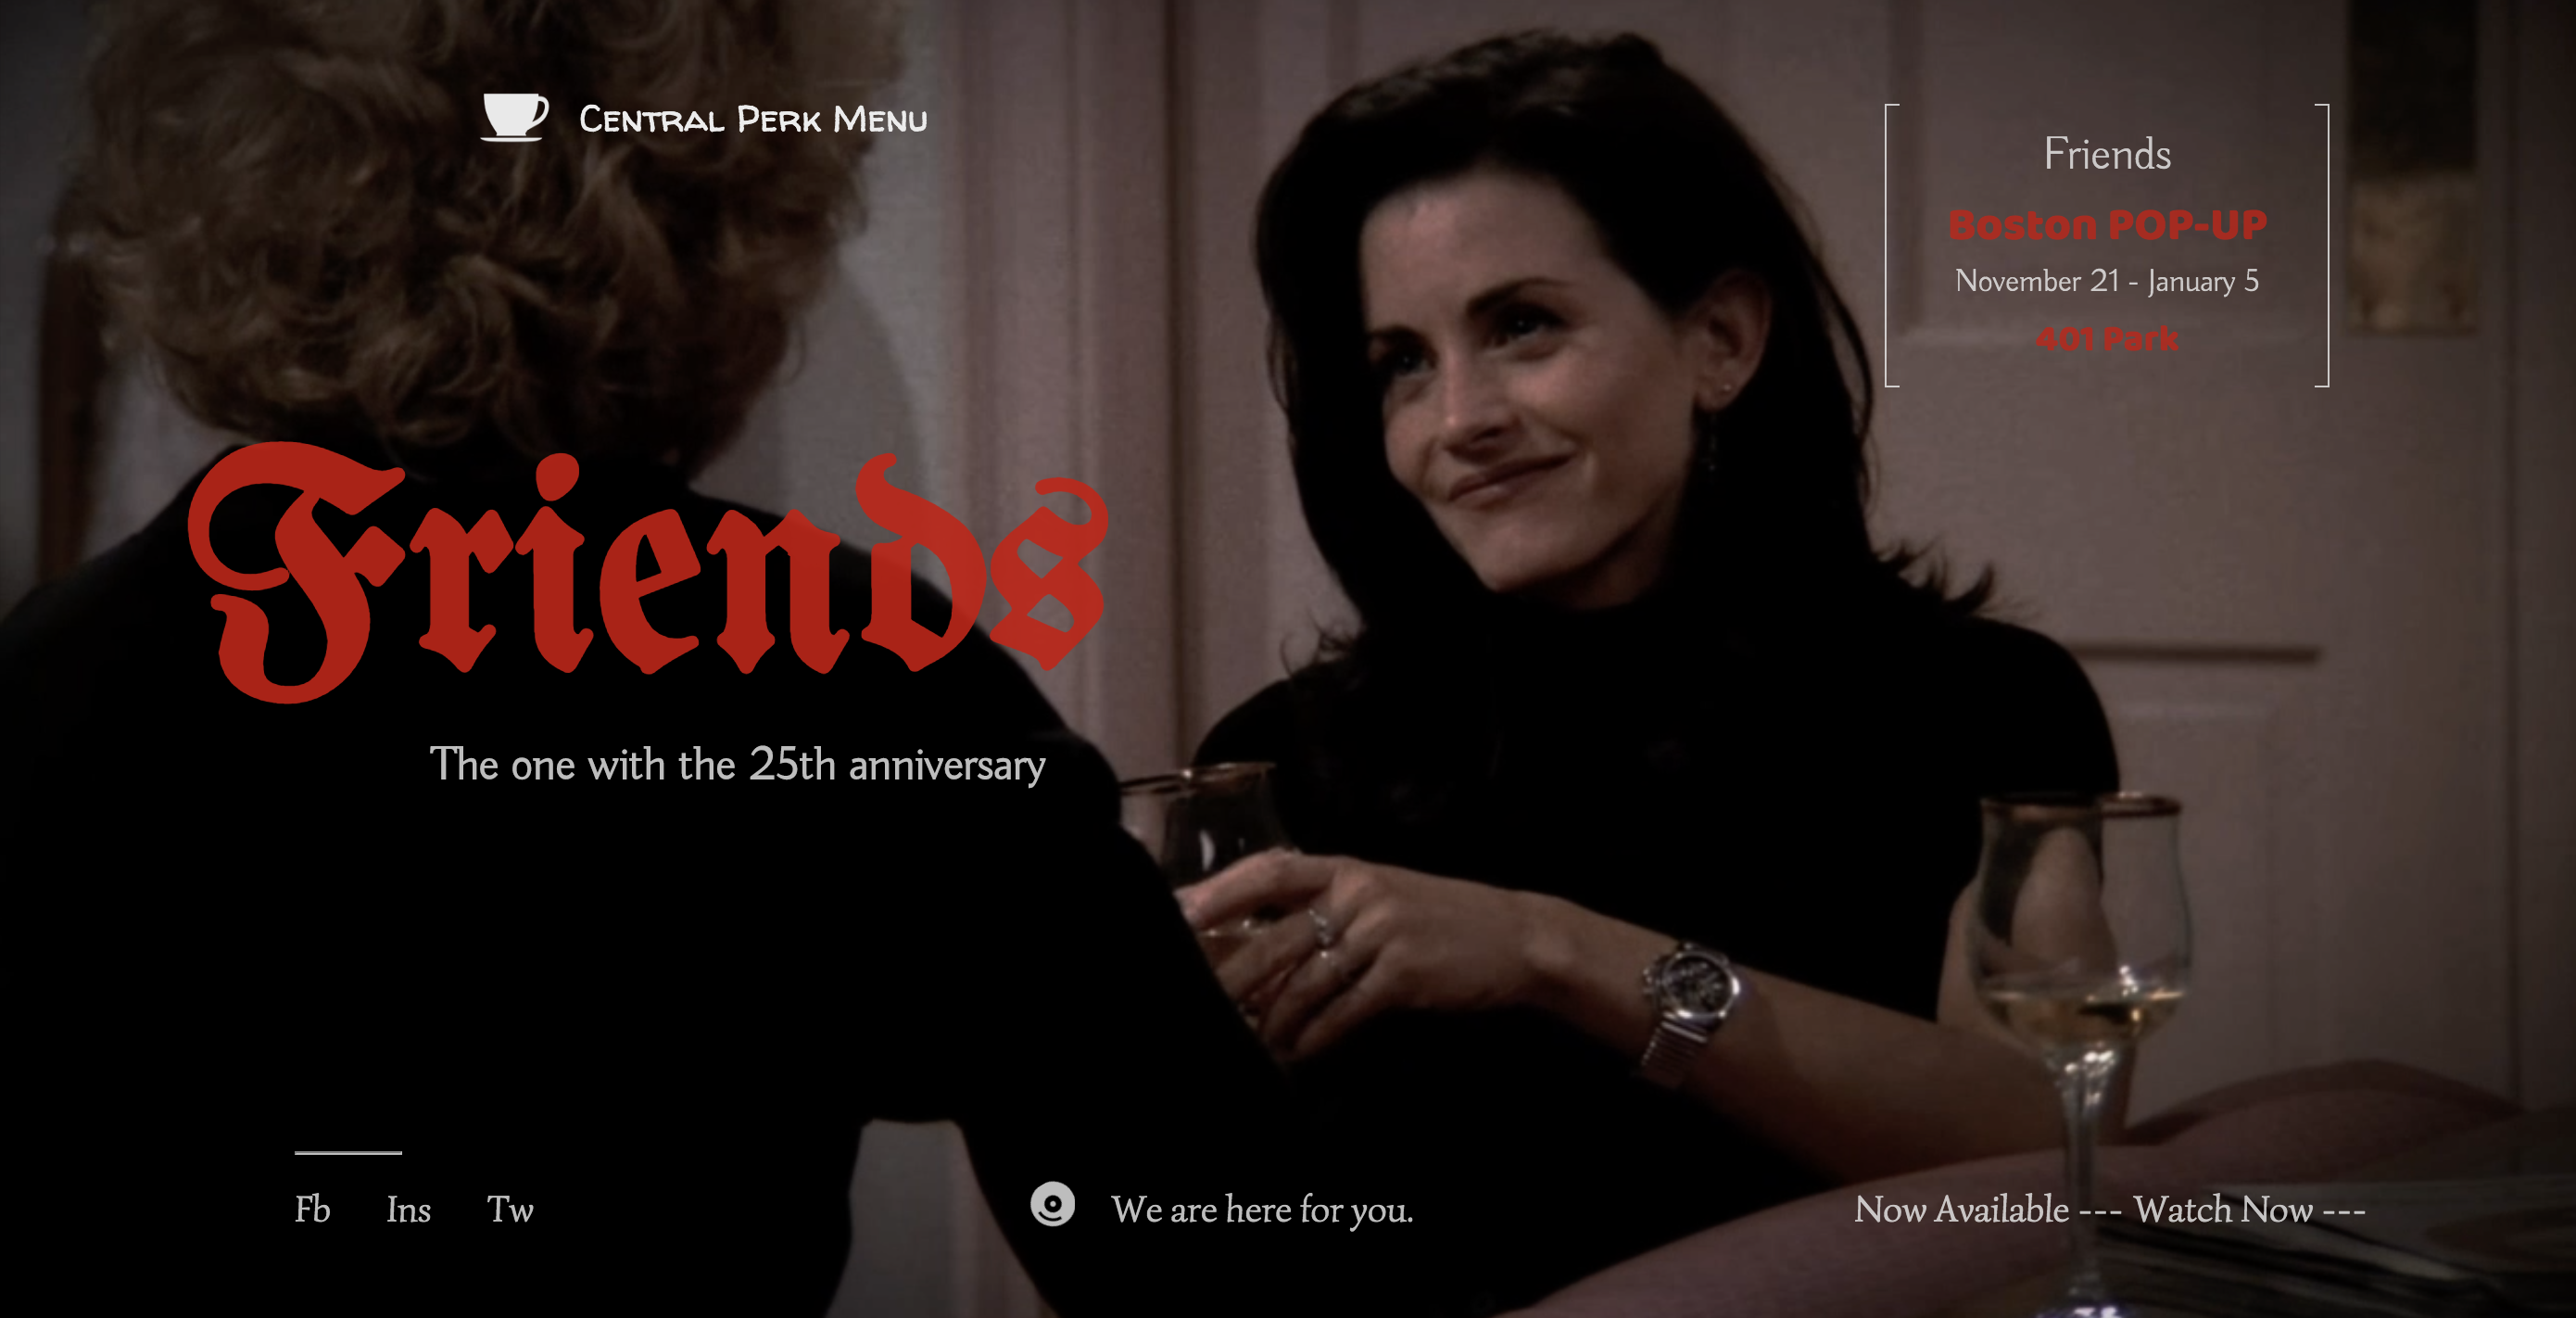 Central Perk Menu
Friends
Boston POP-UP
November 21 - January 5
401 Park
Friends
The one with the 25th anniversary
Fb Ins Tw
We are here for you.
Now Available --- Watch Now ---